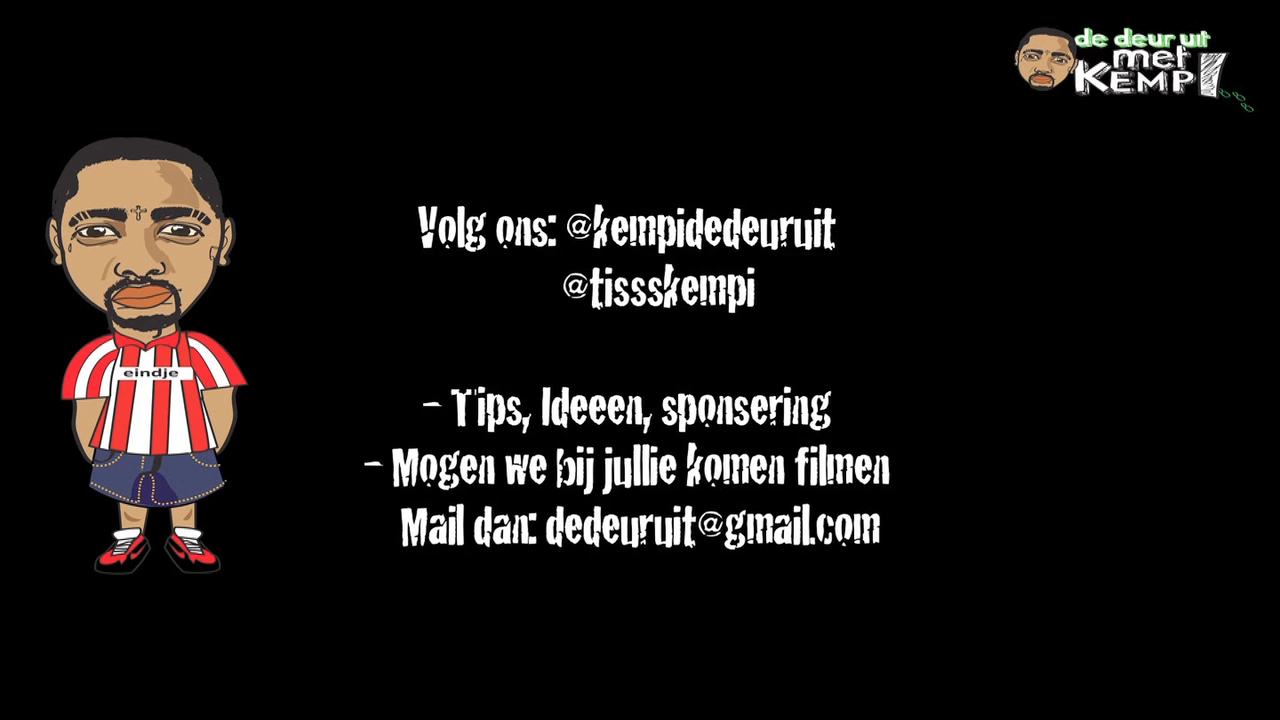 de deur uit
met
KEMPI
Volg ons: @kempidedeuruit
@tissskempi
eindje
- Tips, Ideeen, sponsering
- Mogen we bij jullie komen filmen
Mail dan: dedeuruit@gmail.com